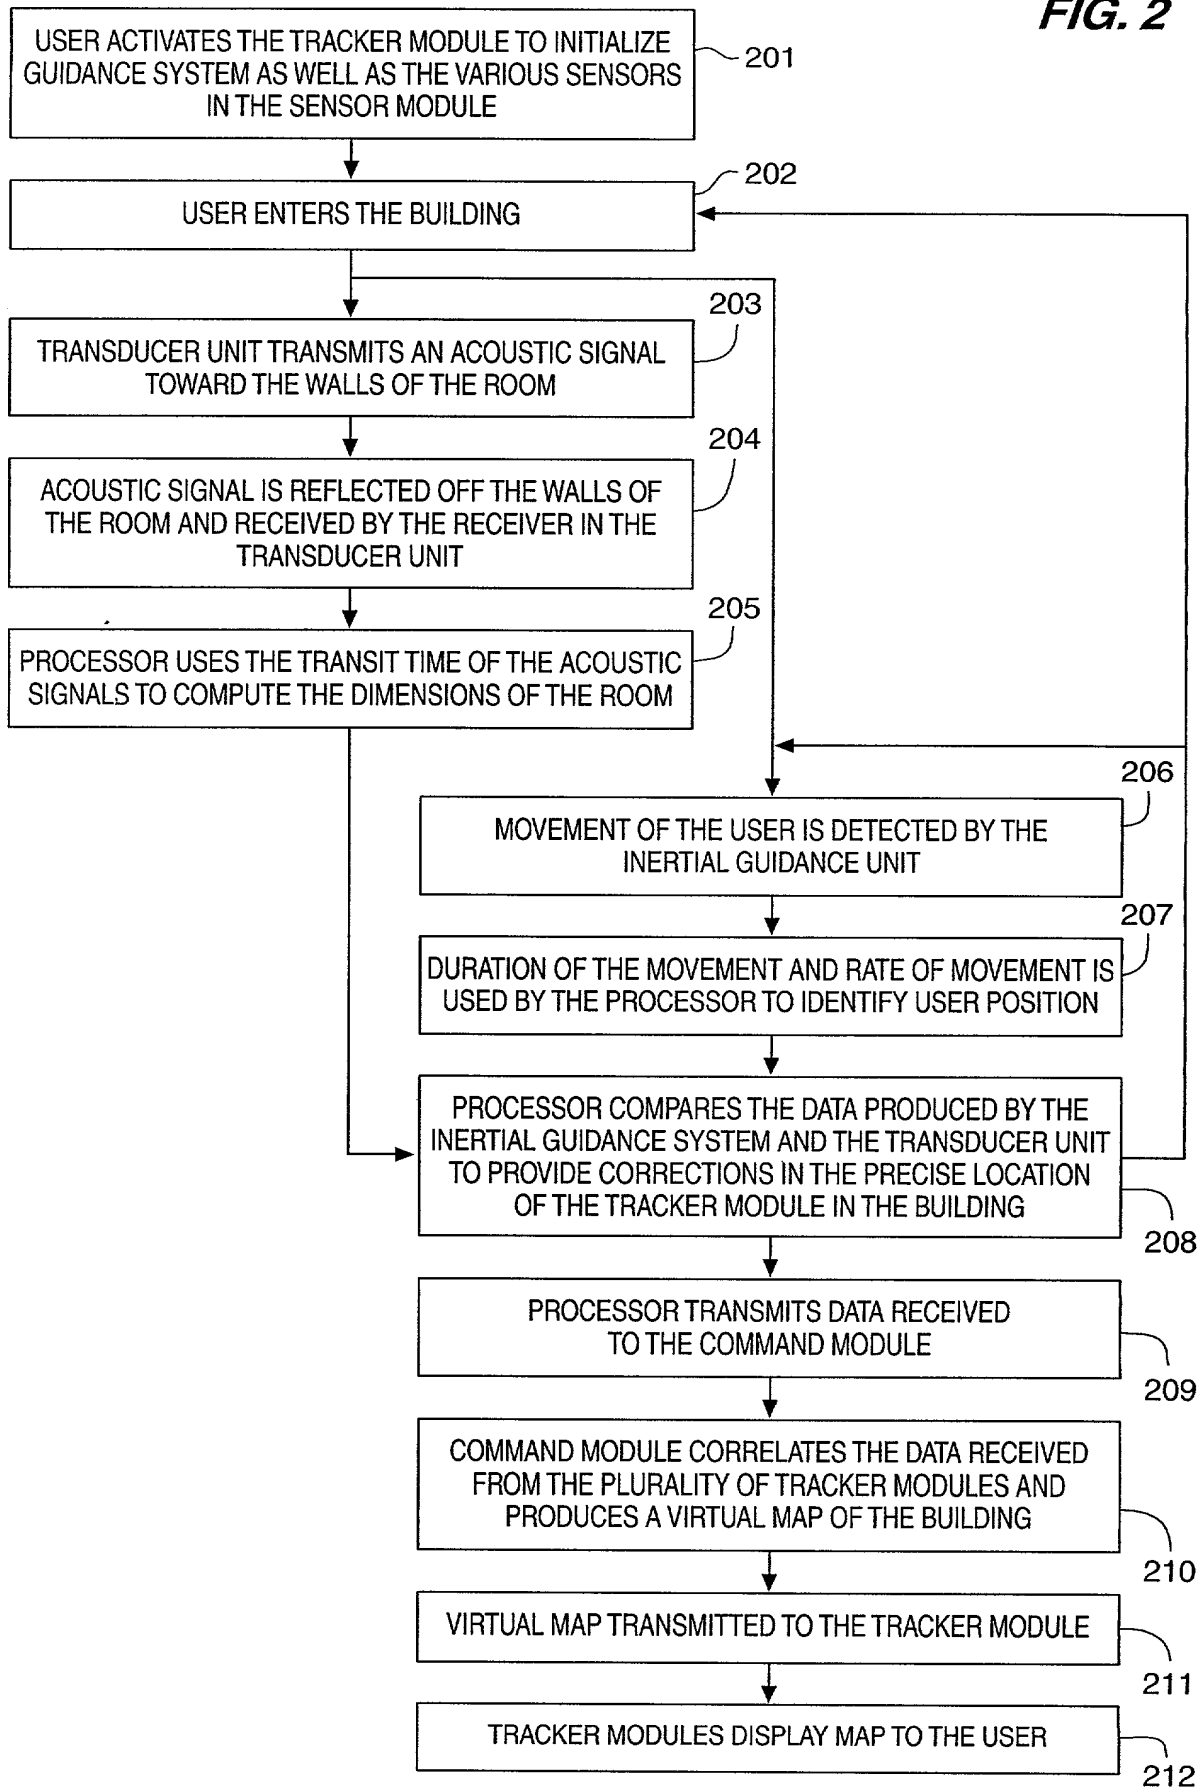 FIG. 2
USER ACTIVATES THE TRACKER MODULE TO INITIALIZE
GUIDANCE SYSTEM AS WELL AS THE VARIOUS SENSORS
IN THE SENSOR MODULE
201
USER ENTERS THE BUILDING
202
TRANSDUCER UNIT TRANSMITS AN ACOUSTIC SIGNAL
TOWARD THE WALLS OF THE ROOM
203
ACOUSTIC SIGNAL IS REFLECTED OFF THE WALLS OF
THE ROOM AND RECEIVED BY THE RECEIVER IN THE
TRANSDUCER UNIT
204
PROCESSOR USES THE TRANSIT TIME OF THE ACOUSTIC
SIGNALS TO COMPUTE THE DIMENSIONS OF THE ROOM
205
MOVEMENT OF THE USER IS DETECTED BY THE
INERTIAL GUIDANCE UNIT
206
DURATION OF THE MOVEMENT AND RATE OF MOVEMENT IS
USED BY THE PROCESSOR TO IDENTIFY USER POSITION
207
PROCESSOR COMPARES THE DATA PRODUCED BY THE
INERTIAL GUIDANCE SYSTEM AND THE TRANSDUCER UNIT
TO PROVIDE CORRECTIONS IN THE PRECISE LOCATION
OF THE TRACKER MODULE IN THE BUILDING
208
PROCESSOR TRANSMITS DATA RECEIVED
TO THE COMMAND MODULE
209
COMMAND MODULE CORRELATES THE DATA RECEIVED
FROM THE PLURALITY OF TRACKER MODULES AND
PRODUCES A VIRTUAL MAP OF THE BUILDING
210
VIRTUAL MAP TRANSMITTED TO THE TRACKER MODULE
211
TRACKER MODULES DISPLAY MAP TO THE USER
212